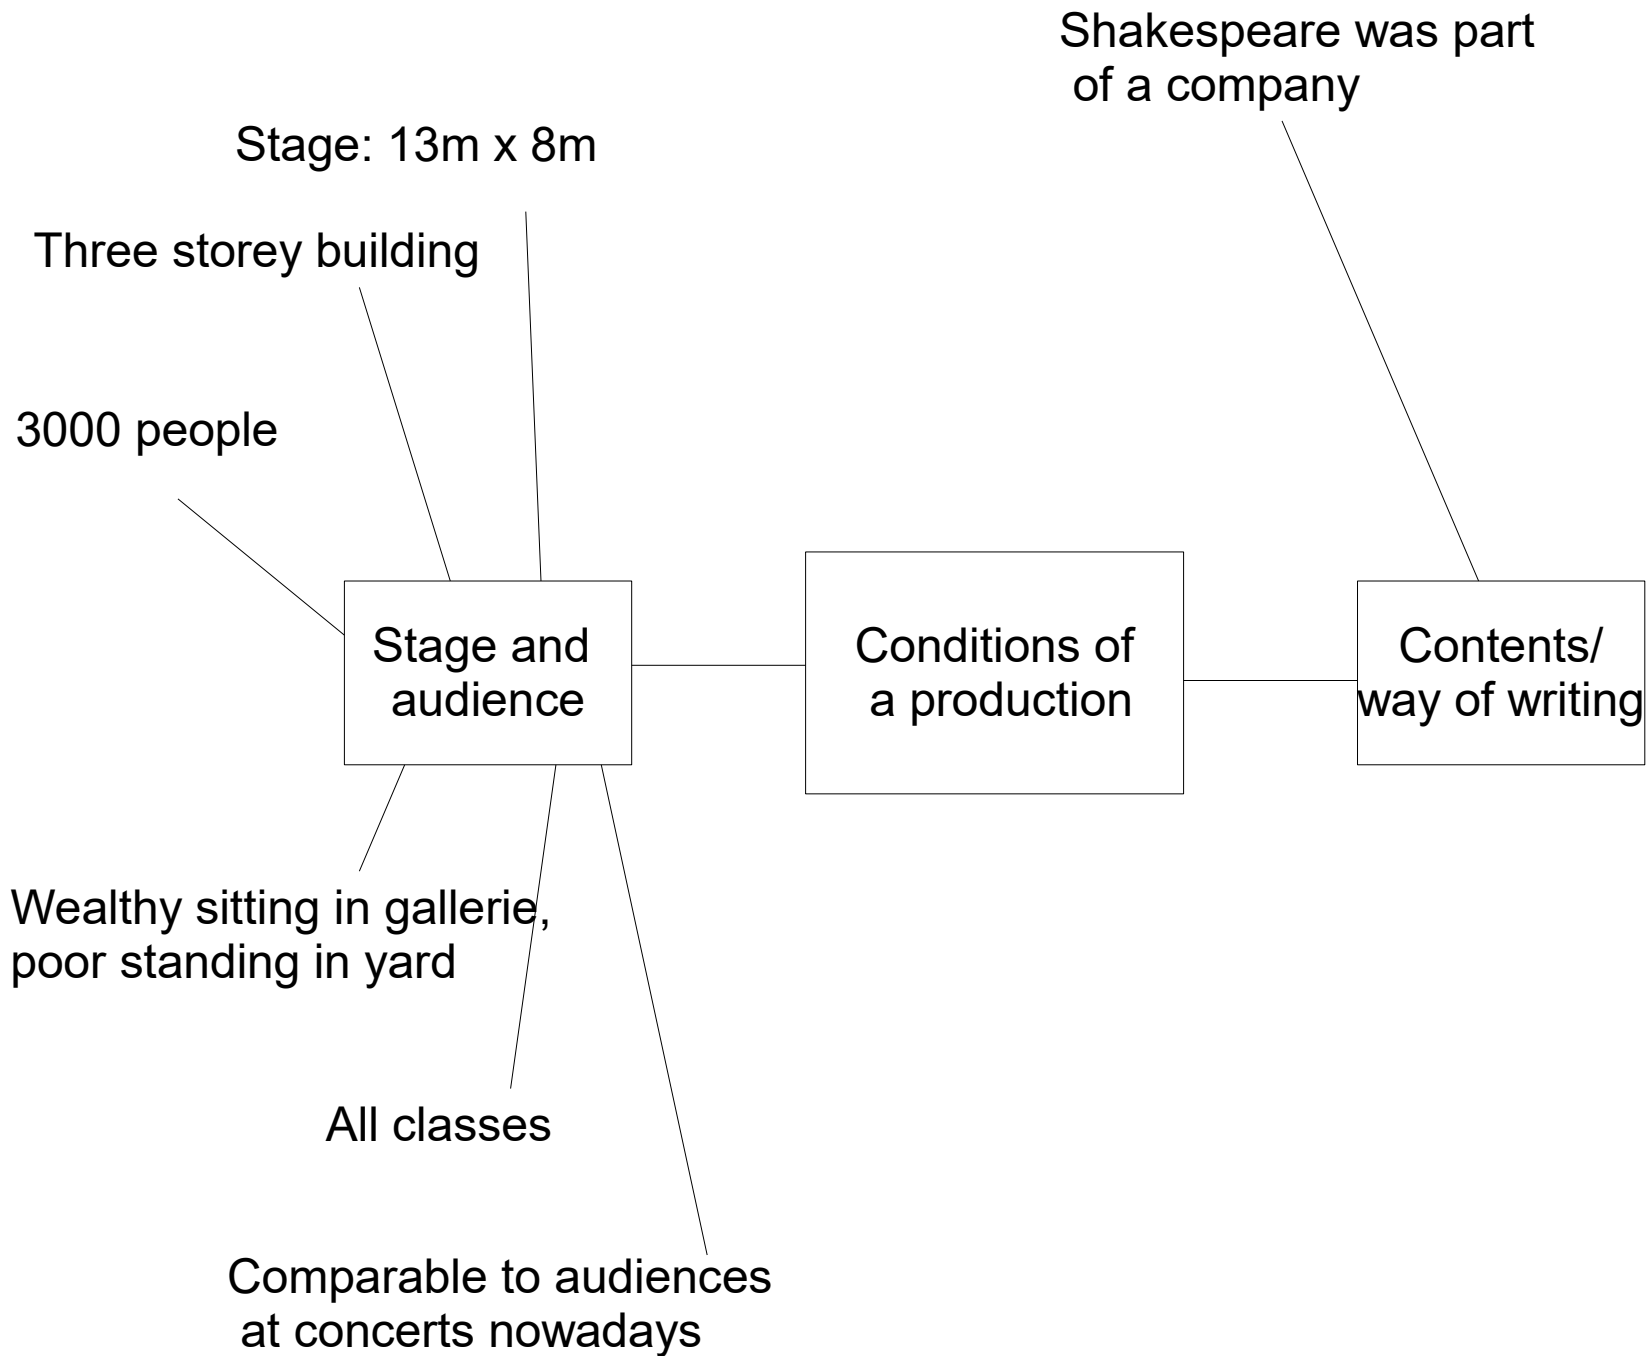 Shakespeare was part
of a company
Stage: 13m x 8m
Three storey building
3000 people
Stage and
audience
Conditions of
a production
Contents/
way of writing
Wealthy sitting in gallerie,
poor standing in yard
All classes
Comparable to audiences
at concerts nowadays